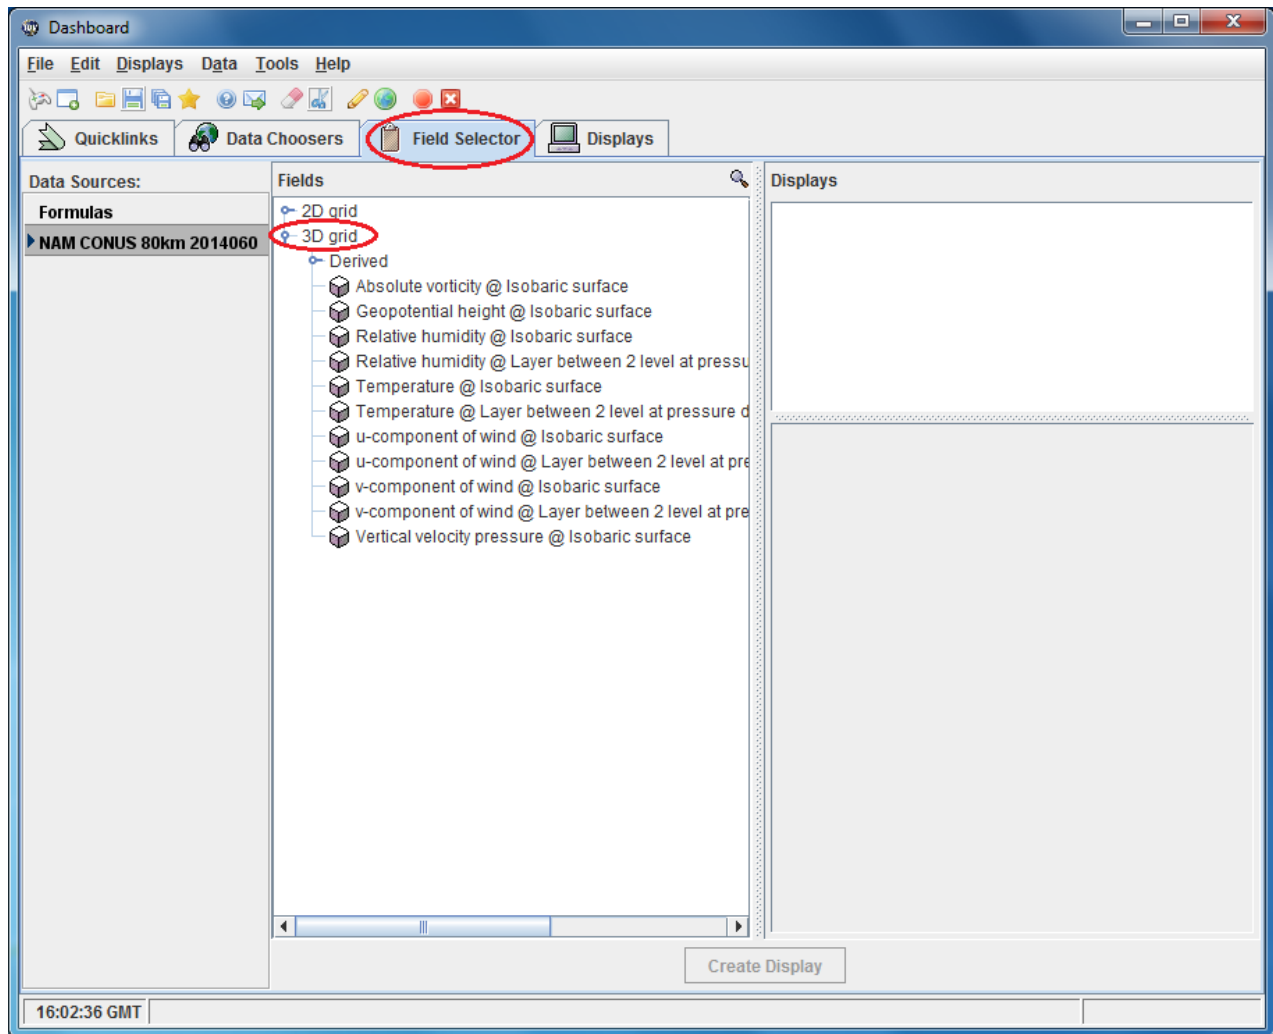 Dashboard
File Edit Displays Data Tools Help
Quicklinks Data Choosers Field Selector Displays
Data Sources:
Formulas
NAM CONUS 80km 2014060
Fields
2D grid
3D grid
Derived
Absolute vorticity @ Isobaric surface
Geopotential height @ Isobaric surface
Relative humidity @ Isobaric surface
Relative humidity @ Layer between 2 level at pressu
Temperature @ Isobaric surface
Temperature @ Layer between 2 level at pressure d
u-component of wind @ Isobaric surface
u-component of wind @ Layer between 2 level at pre
v-component of wind @ Isobaric surface
v-component of wind @ Layer between 2 level at pre
Vertical velocity pressure @ Isobaric surface
Displays
Create Display
16:02:36 GMT